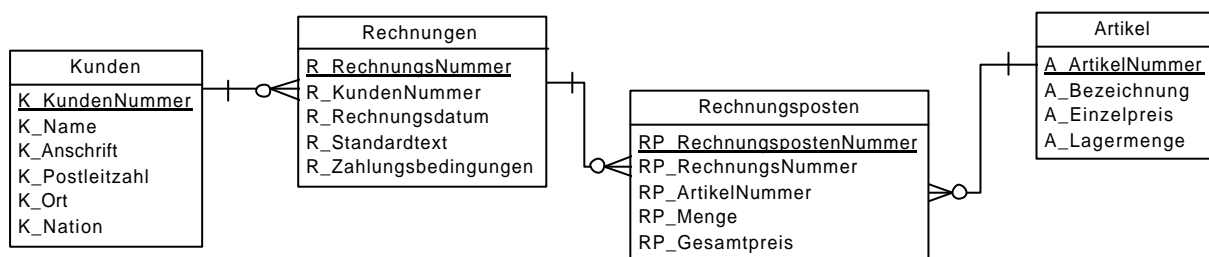 Kunden
K_KundenNummer
K_Name
K_Anschrift
K_Postleitzahl
K_Ort
K_Nation
Rechnungen
R_RechnungsNummer
R_KundenNummer
R_Rechnungsdatum
R_Standardtext
R_Zahlungsbedingungen
Rechnungsposten
RP_RechnungspostenNummer
RP_RechnungsNummer
RP_ArtikelNummer
RP_Menge
RP_Gesamtpreis
Artikel
A_ArtikelNummer
A_Bezeichnung
A_Einzelpreis
A_Lagermenge